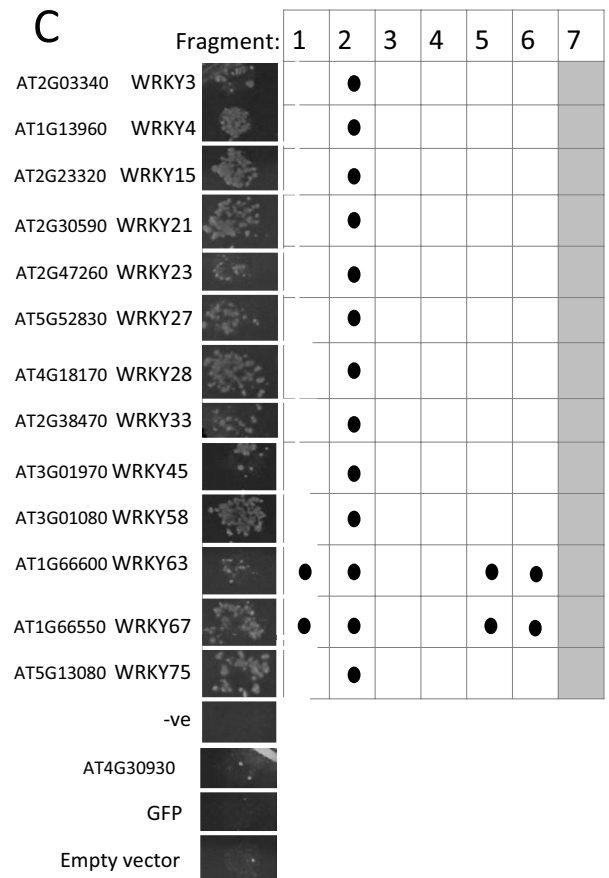 C
Fragment: 1 2 3 4 5 6 7
AT2G03340 WRKY3
AT1G13960 WRKY4
AT2G23320 WRKY15
AT2G30590 WRKY21
AT2G47260 WRKY23
AT5G52830 WRKY27
AT4G18170 WRKY28
AT2G38470 WRKY33
AT3G01970 WRKY45
AT3G01080 WRKY58
AT1G66600 WRKY63
AT1G66550 WRKY67
AT5G13080 WRKY75
-ve
AT4G30930
GFP
Empty vector